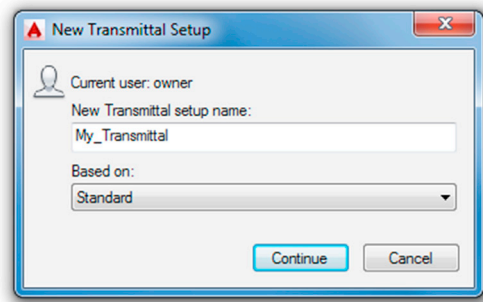 New Transmittal Setup
Current user: owner
New Transmittal setup name:
My_Transmittal
Based on:
Standard
Continue Cancel